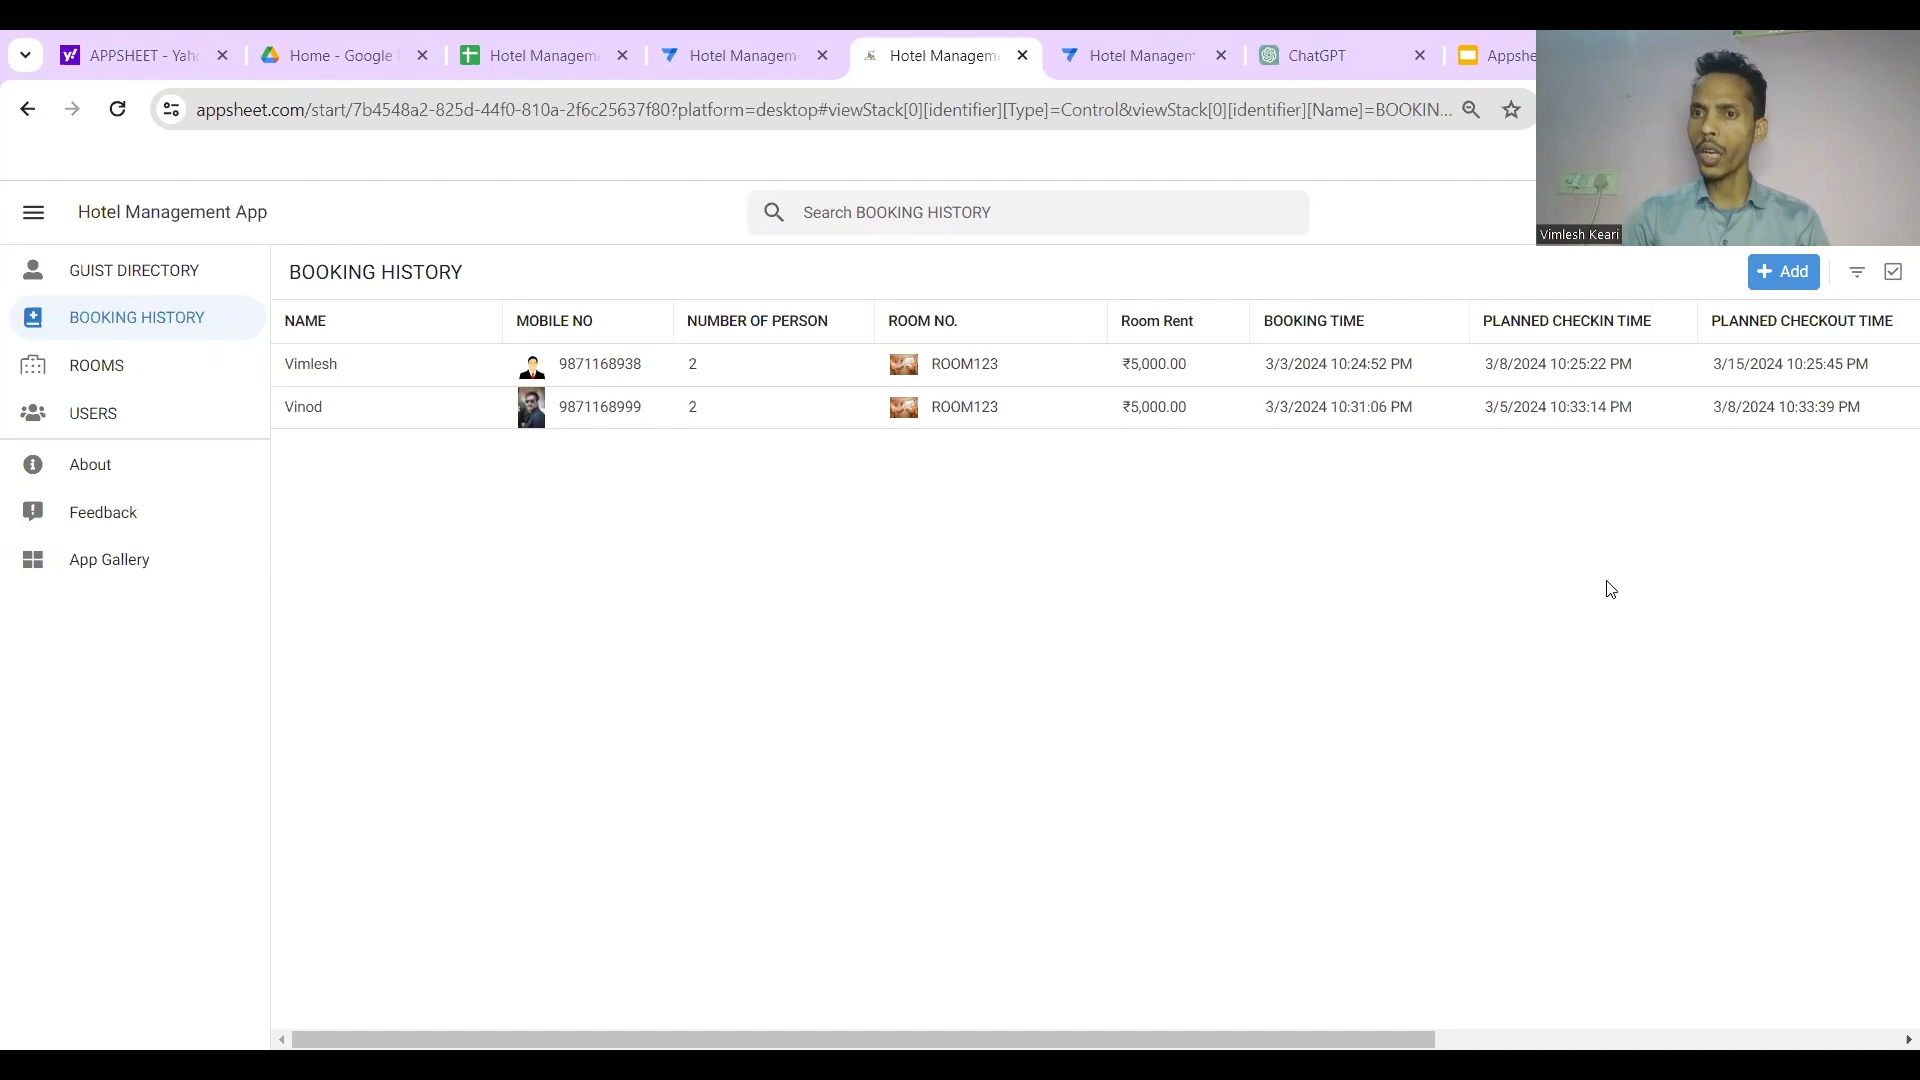 APPSHEET - Yah
Home - Google
Hotel Managem
Hotel Managem
Hotel Managem
Hotel Managem
ChatGPT
Appshe
appsheet.com/start/7b4548a2-825d-44f0-810a-2f6c25637f80?platform=desktop#viewStack[0][identifier][Type]=Control&viewStack[0][identifier][Name]=BOOKIN...
Vimlesh Keari
Hotel Management App
Search BOOKING HISTORY
GUIST DIRECTORY
BOOKING HISTORY
ROOMS
USERS
About
Feedback
App Gallery
BOOKING HISTORY
+ Add
NAME MOBILE NO NUMBER OF PERSON ROOM NO. Room Rent BOOKING TIME PLANNED CHECKIN TIME PLANNED CHECKOUT TIME
Vimlesh 9871168938 2 ROOM123 ₹5,000.00 3/3/2024 10:24:52 PM 3/8/2024 10:25:22 PM 3/15/2024 10:25:45 PM
Vinod 9871168999 2 ROOM123 ₹5,000.00 3/3/2024 10:31:06 PM 3/5/2024 10:33:14 PM 3/8/2024 10:33:39 PM